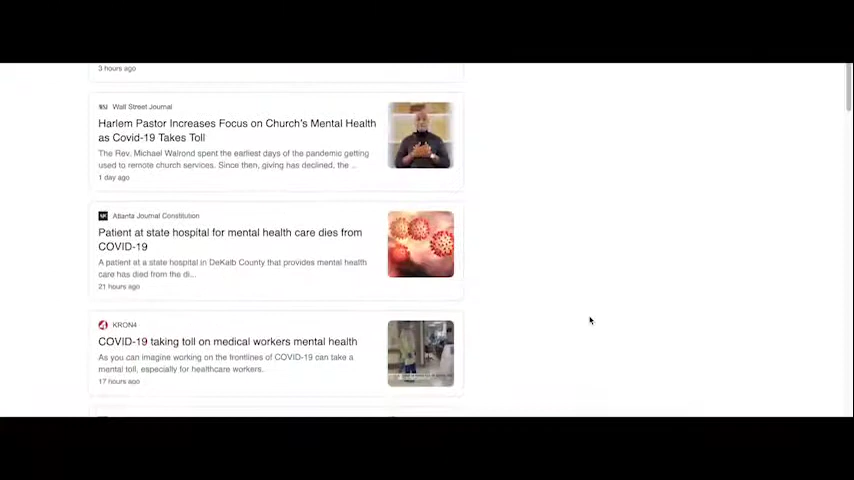 3 hours ago
WSJ Wall Street Journal
Harlem Pastor Increases Focus on Church's Mental Health
as Covid-19 Takes Toll
The Rev. Michael Walrond spent the earliest days of the pandemic getting
used to remote church services. Since then, giving has declined, the ...
1 day ago
Atlanta Journal Constitution
Patient at state hospital for mental health care dies from
COVID-19
A patient at a state hospital in DeKalb County that provides mental health
care has died from the di...
21 hours ago
KRON4
COVID-19 taking toll on medical workers mental health
As you can imagine working on the frontlines of COVID-19 can take a
mental toll, especially for healthcare workers.
17 hours ago